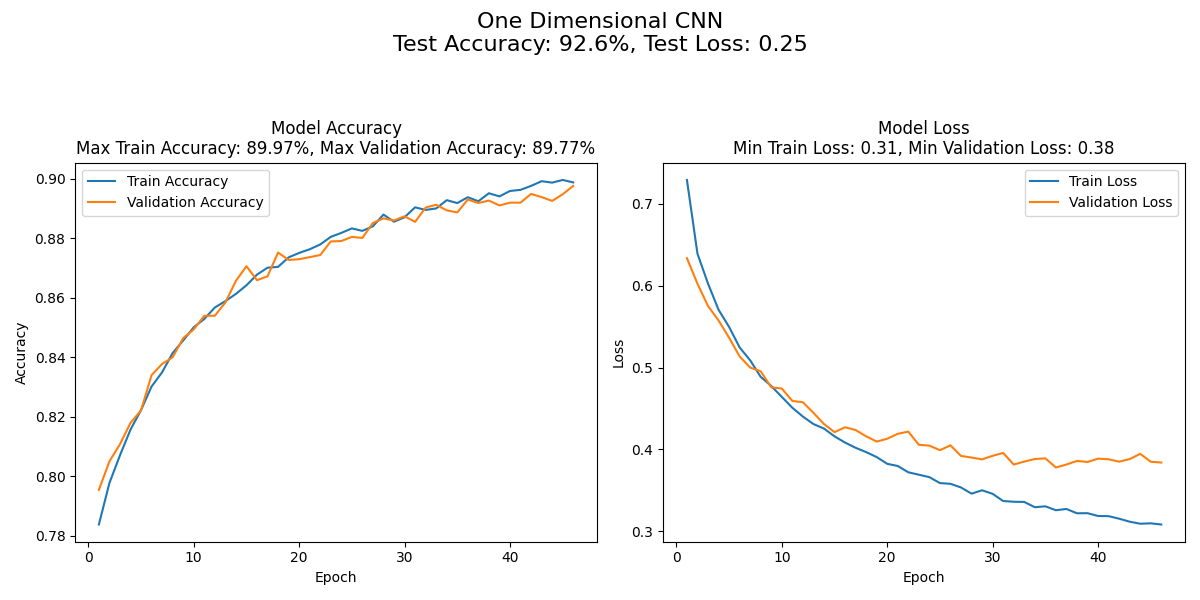 One Dimensional CNN
Test Accuracy: 92.6%, Test Loss: 0.25
Model Accuracy
Max Train Accuracy: 89.97%, Max Validation Accuracy: 89.77%
Train Accuracy
Validation Accuracy
Accuracy
0.90
0.88
0.86
0.84
0.82
0.80
0.78
0
10
20
30
40
Epoch
Model Loss
Min Train Loss: 0.31, Min Validation Loss: 0.38
Train Loss
Validation Loss
Loss
0.7
0.6
0.5
0.4
0.3
0
10
20
30
40
Epoch